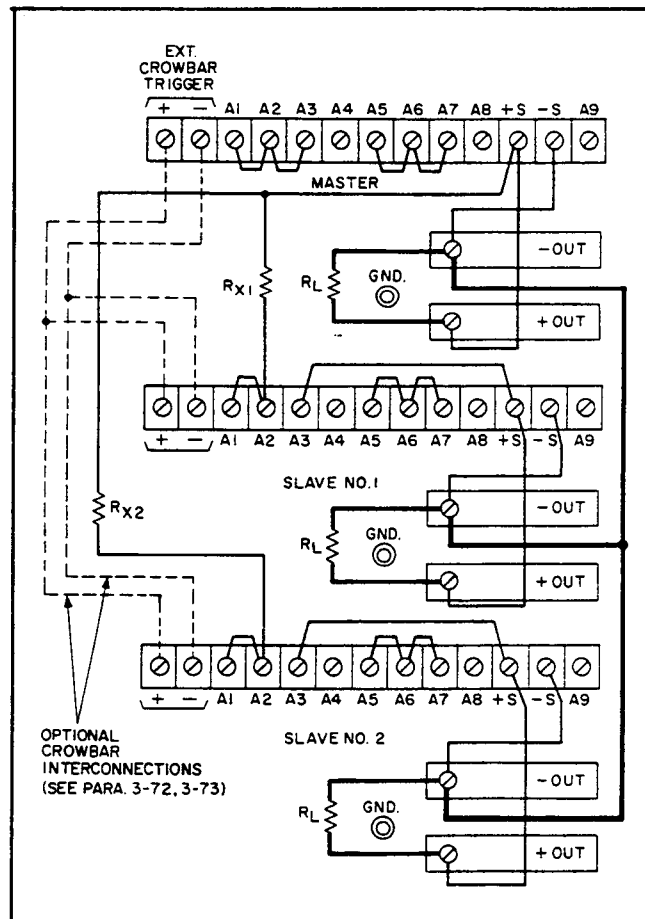 EXT.
CROWBAR
TRIGGER
+ − A1 A2 A3 A4 A5 A6 A7 A8 +S −S A9
MASTER
−OUT
RX1
RL
GND.
+OUT
+ − A1 A2 A3 A4 A5 A6 A7 A8 +S −S A9
SLAVE NO.1
RX2
−OUT
RL
GND.
+OUT
+ − A1 A2 A3 A4 A5 A6 A7 A8 +S −S A9
OPTIONAL
CROWBAR
INTERCONNECTIONS
(SEE PARA. 3-72, 3-73)
SLAVE NO. 2
−OUT
RL
GND.
+OUT